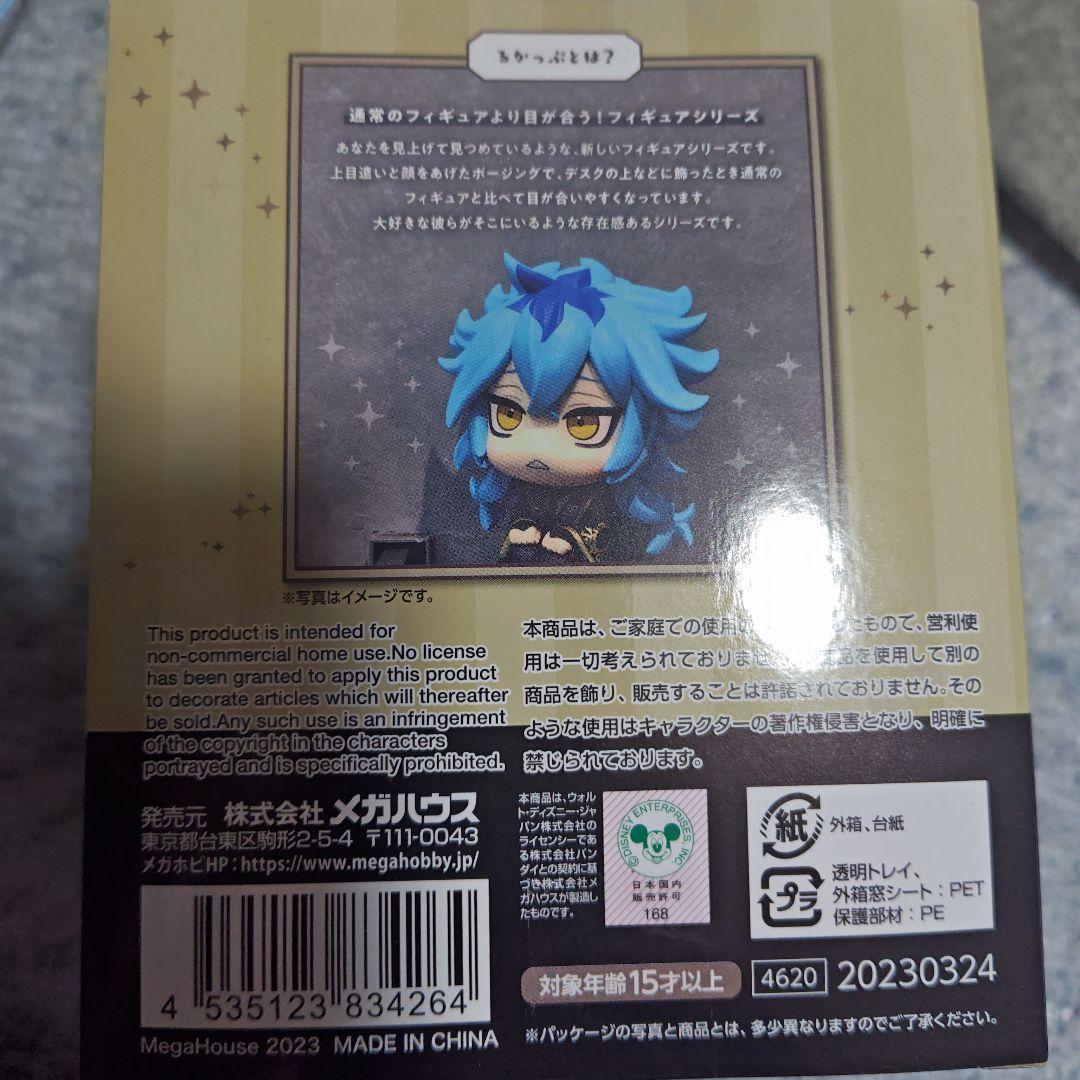 るかっぷとは?
通常のフィギュアより目が合う!フィギュアシリーズ
あなたを見上げて見つめているような、新しいフィギュアシリーズです。
上目遣いと顔をあげたポージングで、デスクの上などに飾ったとき通常の
フィギュアと比べて目が合いやすくなっています。
大好きな彼らがそこにいるような存在感あるシリーズです。
※写真はイメージです。
This product is intended for
non-commercial home use.No license
has been granted to apply this product
to decorate articles which will thereafter
be sold.Any such use is an infringement
of the copyright in the characters
portrayed and is specifically prohibited.
本商品は、ご家庭での使用 たもので、営利使
用は一切考えられておりませ 商品を使用して別の
商品を飾り、販売することは許諾されておりません。その
ような使用はキャラクターの著作権侵害となり、明確に
禁じられております。
発売元 株式会社 メガハウス
東京都台東区駒形2-5-4 〒111-0043
メガホビHP:https://www.megahobby.jp/
4 535123 834264
MegaHouse 2023 MADE IN CHINA
本商品は、ウォル
ト・ディズニー・ジャ
パン株式会社の
ライセンシーであ
る株式会社バン
ダイとの契約に基
づき株式会社メ
ガハウスが製造し
たものです。
©DISNEY ENTERPRISES, INC.
日本国内
販売許可
168
紙 外箱、台紙
プラ 透明トレイ、
外箱窓シート:PET
保護部材:PE
対象年齢15才以上
4620 20230324
※パッケージの写真と商品とは、多少異なりますのでご了承ください。